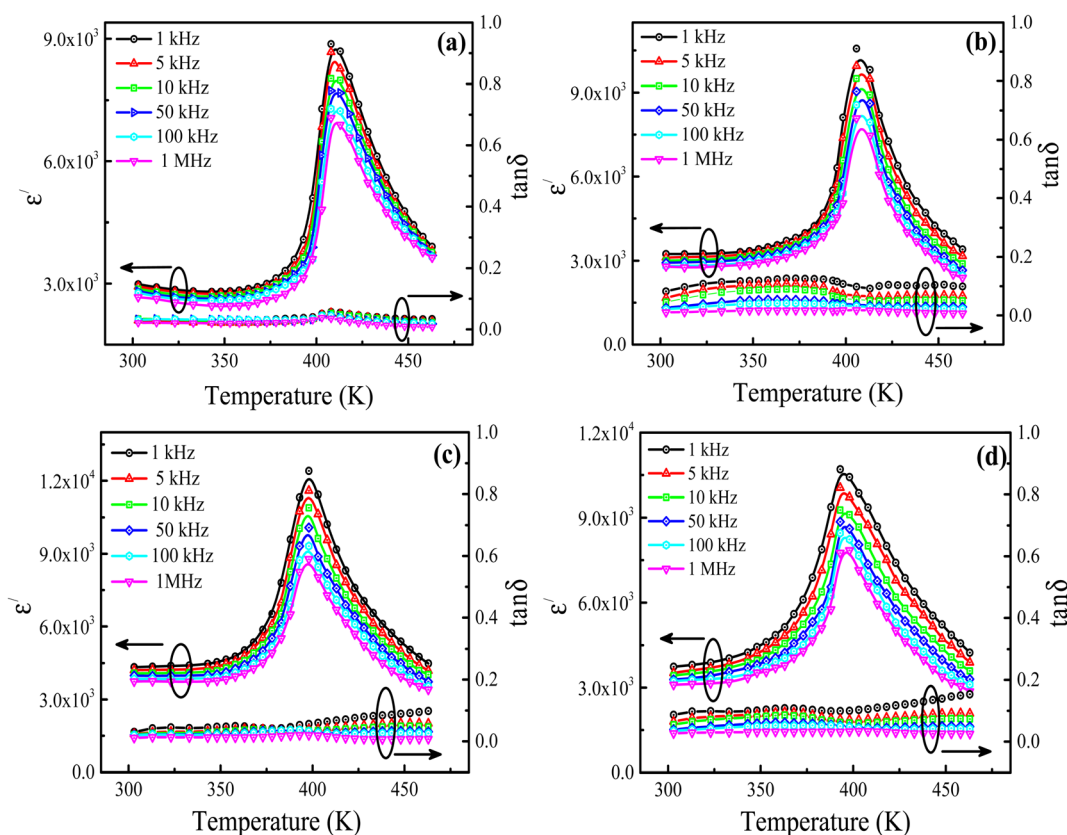 (a)
1 kHz
5 kHz
10 kHz
50 kHz
100 kHz
1 MHz
9.0x10³
6.0x10³
3.0x10³
ε/
1.0
0.8
0.6
0.4
0.2
0.0
tanδ
300 350 400 450
Temperature (K)
(b)
1 kHz
5 kHz
10 kHz
50 kHz
100 kHz
1 MHz
9.0x10³
6.0x10³
3.0x10³
0.0
ε/
1.0
0.8
0.6
0.4
0.2
0.0
tanδ
300 350 400 450
Temperature (K)
(c)
1 kHz
5 kHz
10 kHz
50 kHz
100 kHz
1MHz
1.2x10⁴
9.0x10³
6.0x10³
3.0x10³
0.0
ε/
1.0
0.8
0.6
0.4
0.2
0.0
tanδ
300 350 400 450
Temperature (K)
(d)
1 kHz
5 kHz
10 kHz
50 kHz
100 kHz
1 MHz
1.2x10⁴
9.0x10³
6.0x10³
3.0x10³
0.0
ε/
1.0
0.8
0.6
0.4
0.2
0.0
tanδ
300 350 400 450
Temperature (K)